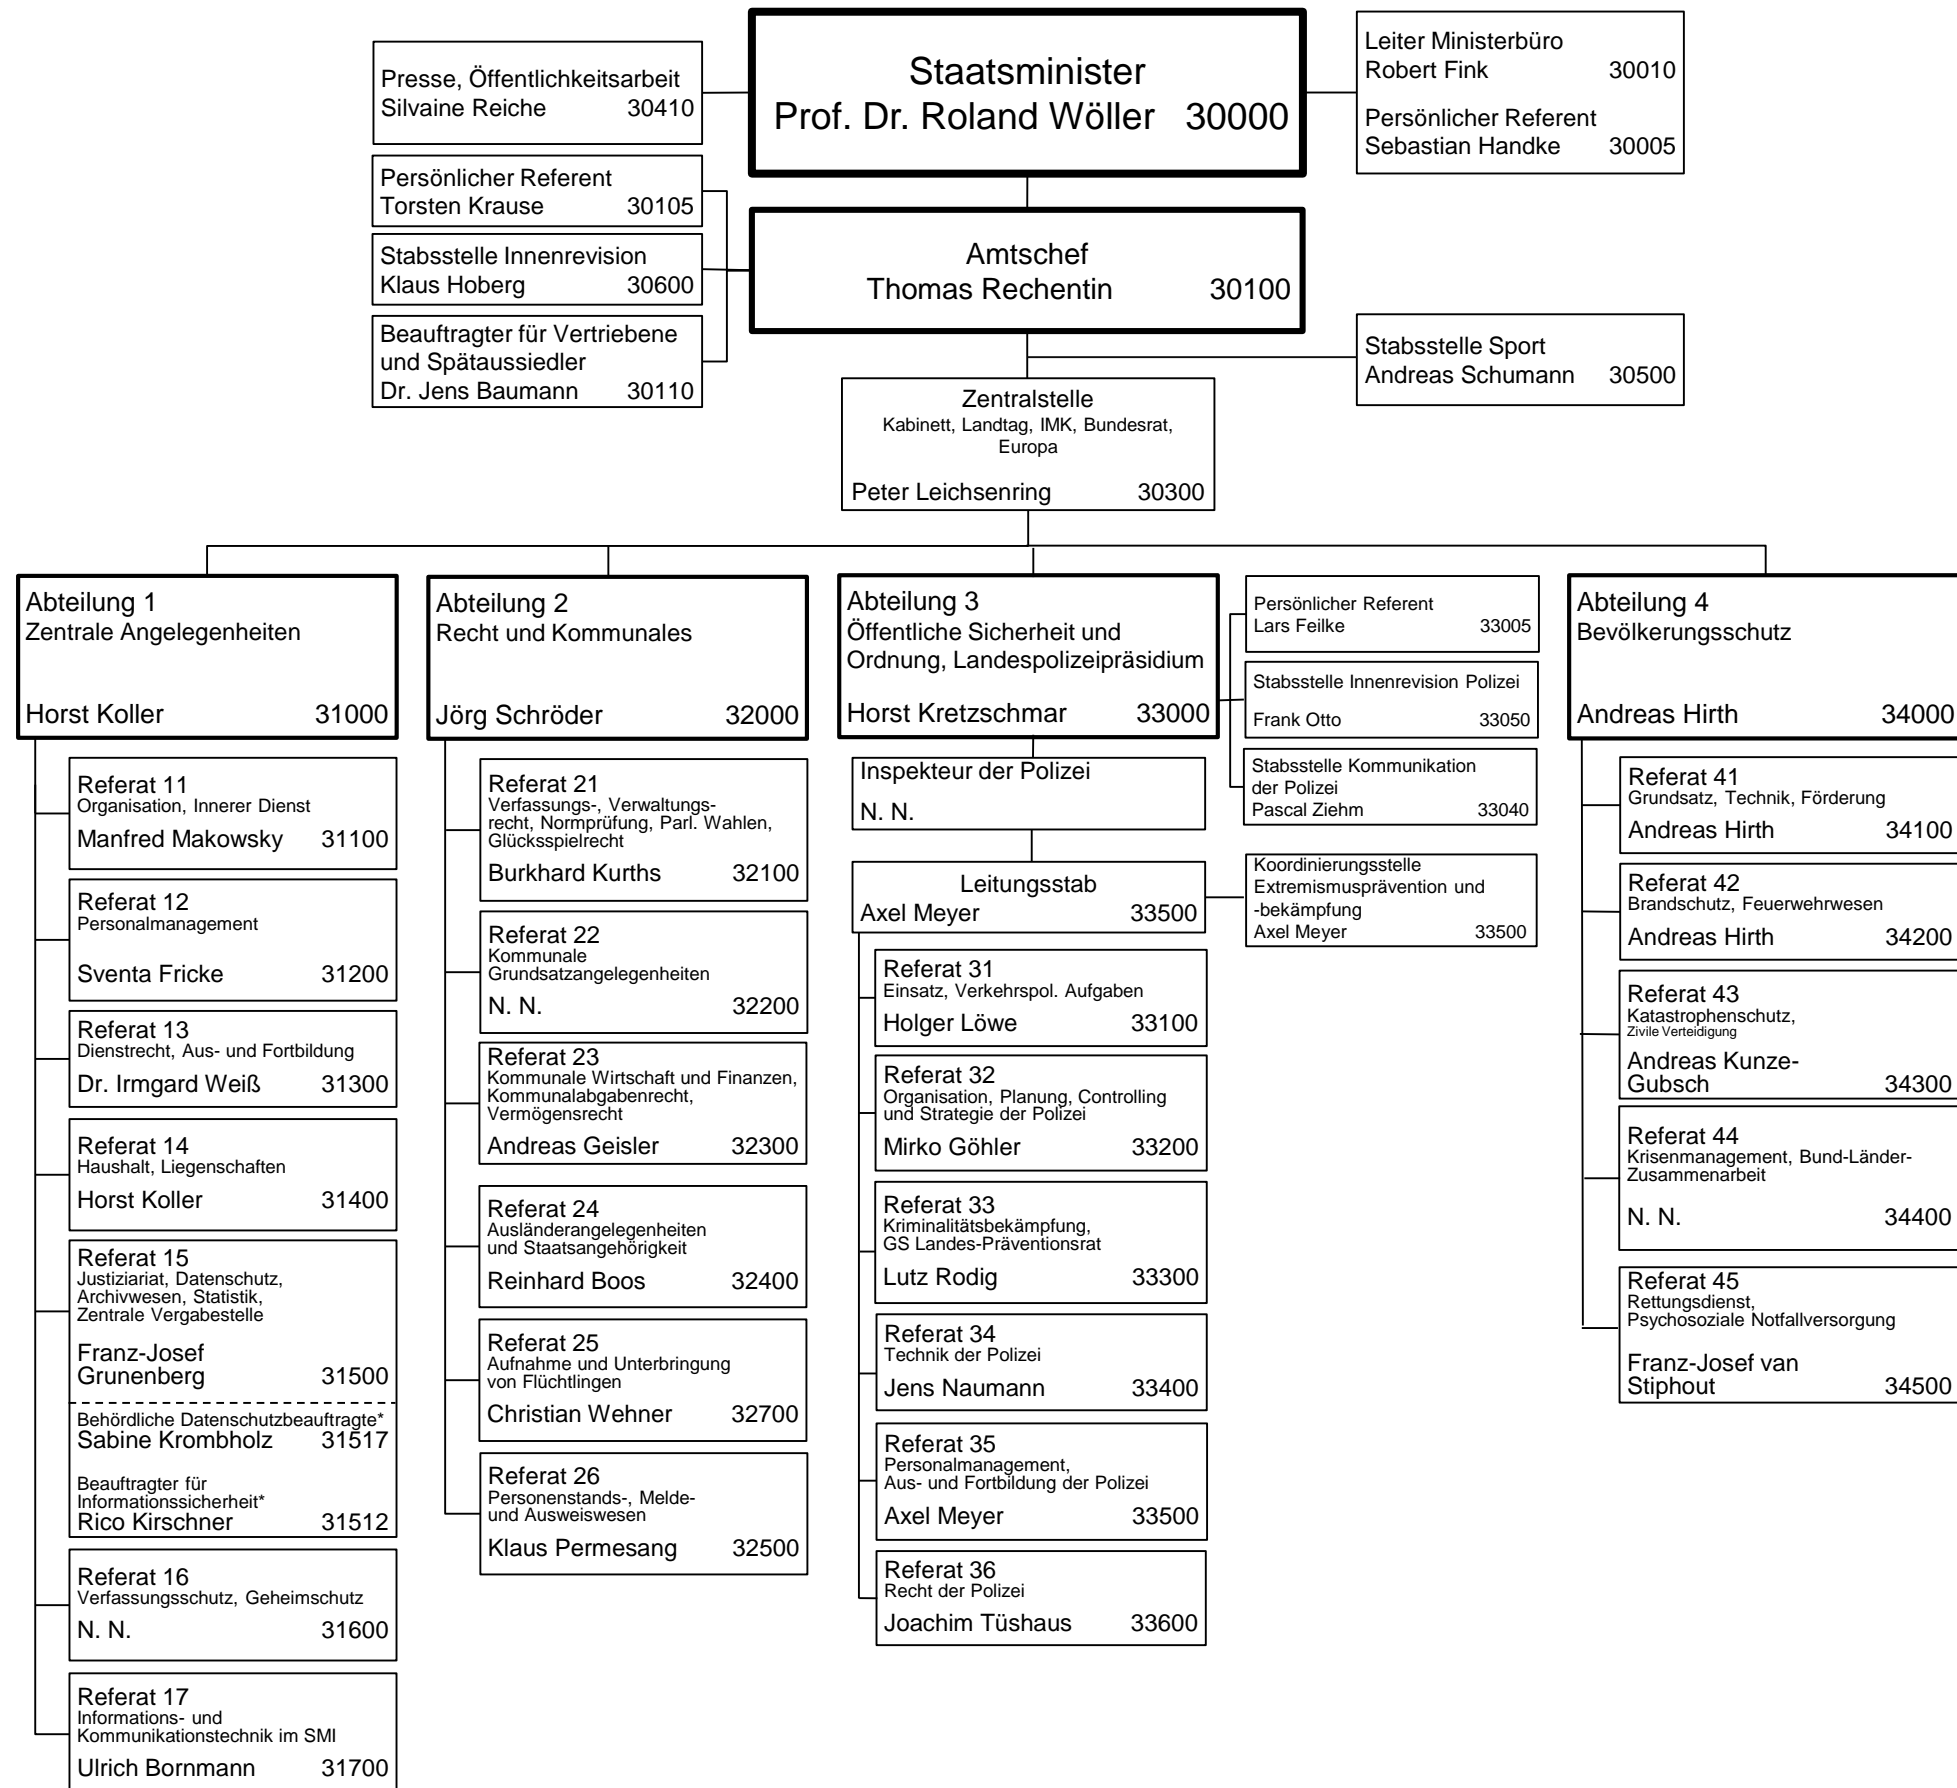 Presse, Öffentlichkeitsarbeit
Silvaine Reiche 30410
Staatsminister
Prof. Dr. Roland Wöller 30000
Leiter Ministerbüro
Robert Fink 30010
Persönlicher Referent
Sebastian Handke 30005
Persönlicher Referent
Torsten Krause 30105
Stabsstelle Innenrevision
Klaus Hoberg 30600
Beauftragter für Vertriebene
und Spätaussiedler
Dr. Jens Baumann 30110
Amtschef
Thomas Rechentin 30100
Stabsstelle Sport
Andreas Schumann 30500
Zentralstelle
Kabinett, Landtag, IMK, Bundesrat,
Europa
Peter Leichsenring 30300
Abteilung 1
Zentrale Angelegenheiten
Horst Koller 31000
Referat 11
Organisation, Innerer Dienst
Manfred Makowsky 31100
Referat 12
Personalmanagement
Sventa Fricke 31200
Referat 13
Dienstrecht, Aus- und Fortbildung
Dr. Irmgard Weiß 31300
Referat 14
Haushalt, Liegenschaften
Horst Koller 31400
Referat 15
Justiziariat, Datenschutz,
Archivwesen, Statistik,
Zentrale Vergabestelle
Franz-Josef
Grunenberg 31500
Behördliche Datenschutzbeauftragte*
Sabine Krombholz 31517
Beauftragter für
Informationssicherheit*
Rico Kirschner 31512
Referat 16
Verfassungsschutz, Geheimschutz
N. N. 31600
Referat 17
Informations- und
Kommunikationstechnik im SMI
Ulrich Bornmann 31700
Abteilung 2
Recht und Kommunales
Jörg Schröder 32000
Referat 21
Verfassungs-, Verwaltungs-
recht, Normprüfung, Parl. Wahlen,
Glücksspielrecht
Burkhard Kurths 32100
Referat 22
Kommunale
Grundsatzangelegenheiten
N. N. 32200
Referat 23
Kommunale Wirtschaft und Finanzen,
Kommunalabgabenrecht,
Vermögensrecht
Andreas Geisler 32300
Referat 24
Ausländerangelegenheiten
und Staatsangehörigkeit
Reinhard Boos 32400
Referat 25
Aufnahme und Unterbringung
von Flüchtlingen
Christian Wehner 32700
Referat 26
Personenstands-, Melde-
und Ausweiswesen
Klaus Permesang 32500
Abteilung 3
Öffentliche Sicherheit und
Ordnung, Landespolizeipräsidium
Horst Kretzschmar 33000
Persönlicher Referent
Lars Feilke 33005
Stabsstelle Innenrevision Polizei
Frank Otto 33050
Stabsstelle Kommunikation
der Polizei
Pascal Ziehm 33040
Inspekteur der Polizei
N. N.
Leitungsstab
Axel Meyer 33500
Koordinierungsstelle
Extremismusprävention und
-bekämpfung
Axel Meyer 33500
Referat 31
Einsatz, Verkehrspol. Aufgaben
Holger Löwe 33100
Referat 32
Organisation, Planung, Controlling
und Strategie der Polizei
Mirko Göhler 33200
Referat 33
Kriminalitätsbekämpfung,
GS Landes-Präventionsrat
Lutz Rodig 33300
Referat 34
Technik der Polizei
Jens Naumann 33400
Referat 35
Personalmanagement,
Aus- und Fortbildung der Polizei
Axel Meyer 33500
Referat 36
Recht der Polizei
Joachim Tüshaus 33600
Abteilung 4
Bevölkerungsschutz
Andreas Hirth 34000
Referat 41
Grundsatz, Technik, Förderung
Andreas Hirth 34100
Referat 42
Brandschutz, Feuerwehrwesen
Andreas Hirth 34200
Referat 43
Katastrophenschutz,
Zivile Verteidigung
Andreas Kunze-
Gubsch 34300
Referat 44
Krisenmanagement, Bund-Länder-
Zusammenarbeit
N. N. 34400
Referat 45
Rettungsdienst,
Psychosoziale Notfallversorgung
Franz-Josef van
Stiphout 34500